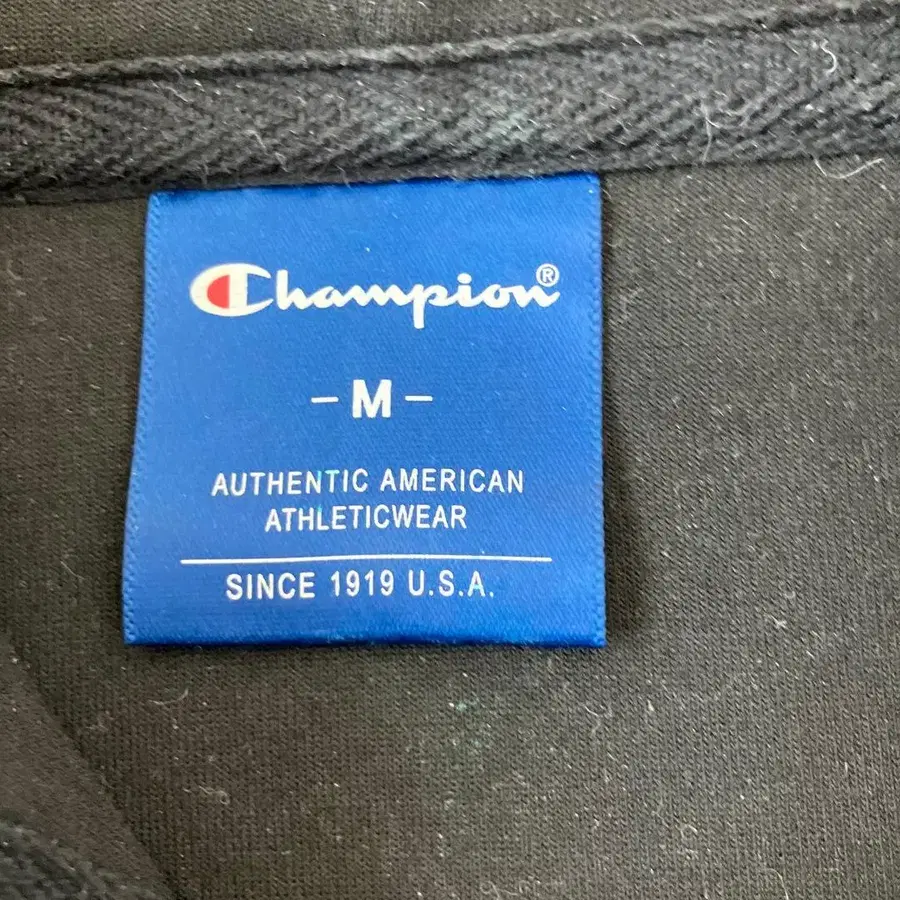 Champion®
- M -
AUTHENTIC AMERICAN
ATHLETICWEAR
SINCE 1919 U.S.A.